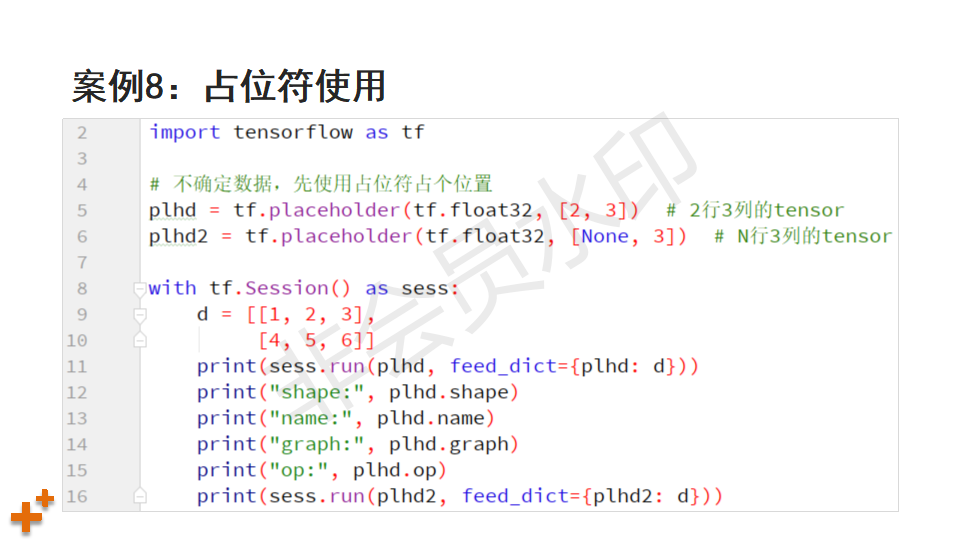 案例8：占位符使用
2 import tensorflow as tf
3
4 # 不确定数据，先使用占位符占个位置
5 plhd = tf.placeholder(tf.float32, [2, 3]) # 2行3列的tensor
6 plhd2 = tf.placeholder(tf.float32, [None, 3]) # N行3列的tensor
7
8 with tf.Session() as sess:
9     d = [[1, 2, 3],
10          [4, 5, 6]]
11     print(sess.run(plhd, feed_dict={plhd: d}))
12     print("shape:", plhd.shape)
13     print("name:", plhd.name)
14     print("graph:", plhd.graph)
15     print("op:", plhd.op)
16     print(sess.run(plhd2, feed_dict={plhd2: d}))
非会员水印